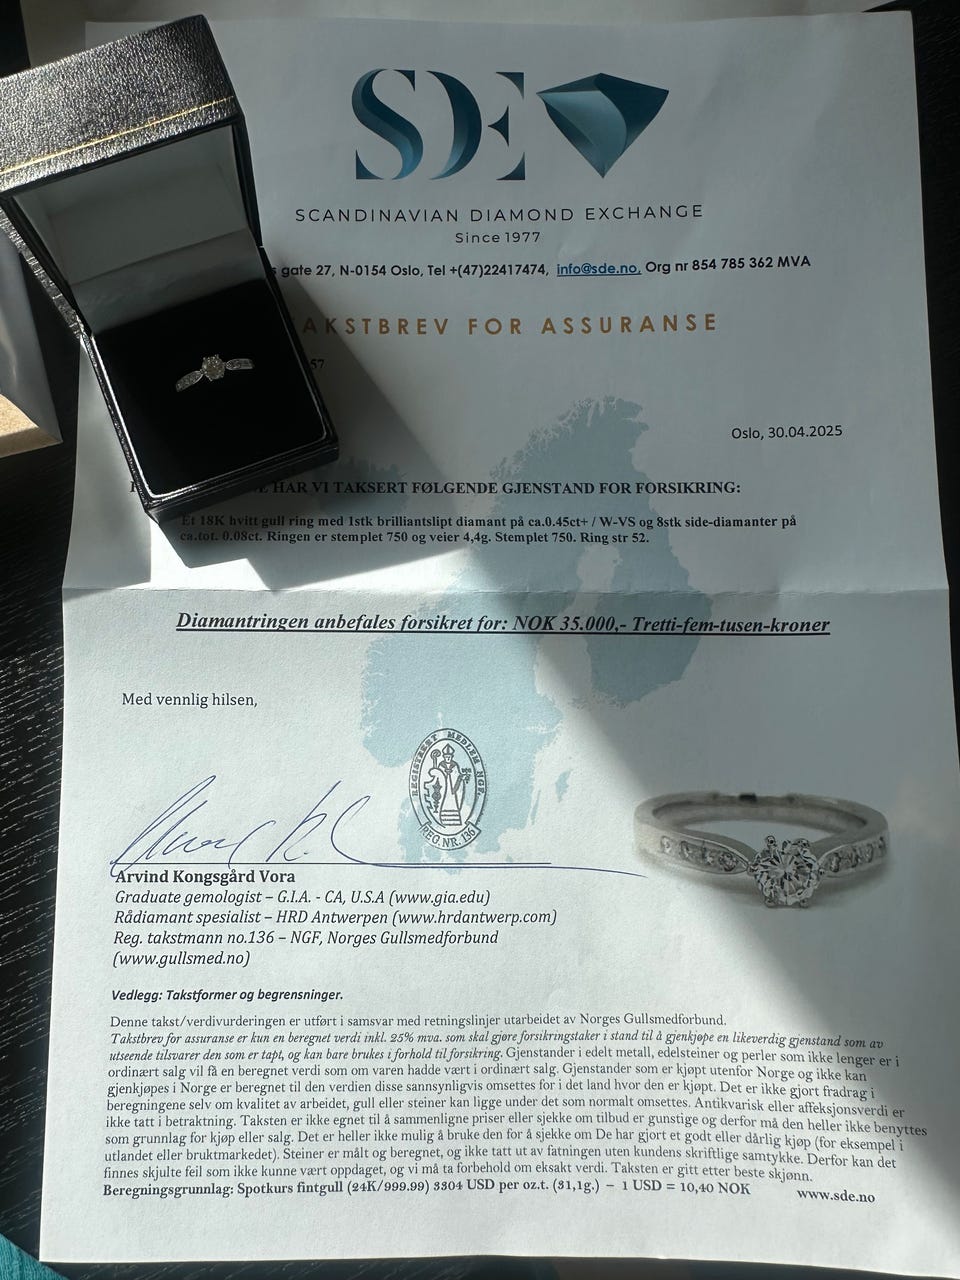 SDE
SCANDINAVIAN DIAMOND EXCHANGE
Since 1977
gate 27, N-0154 Oslo, Tel +(47)22417474, info@sde.no, Org nr 854 785 362 MVA
AKSTBREV FOR ASSURANSE
57
Oslo, 30.04.2025
HAR VI TAKSERT FØLGENDE GJENSTAND FOR FORSIKRING:
Et 18K hvitt gull ring med 1stk brilliantslipt diamant på ca.0.45ct+ / W-VS og 8stk side-diamanter på
ca.tot. 0.08ct. Ringen er stemplet 750 og veier 4,4g. Stemplet 750. Ring str 52.
Diamantringen anbefales forsikret for: NOK 35.000,- Tretti-fem-tusen-kroner
Med vennlig hilsen,
REGISTRERT MEDLEM NGF.
REG.NR. 136
Arvind Kongsgård Vora
Graduate gemologist – G.I.A. - CA, U.S.A (www.gia.edu)
Rådiamant spesialist – HRD Antwerpen (www.hrdantwerp.com)
Reg. takstmann no.136 – NGF, Norges Gullsmedforbund
(www.gullsmed.no)
Vedlegg: Takstformer og begrensninger.
Denne takst/verdivurderingen er utført i samsvar med retningslinjer utarbeidet av Norges Gullsmedforbund.
Takstbrev for assuranse er kun en beregnet verdi inkl. 25% mva. som skal gjøre forsikringstaker i stand til å gjenkjøpe en likeverdig gjenstand som av
utseende tilsvarer den som er tapt, og kan bare brukes i forhold til forsikring. Gjenstander i edelt metall, edelsteiner og perler som ikke lenger er i
ordinært salg vil få en beregnet verdi som om varen hadde vært i ordinært salg. Gjenstander som er kjøpt utenfor Norge og ikke kan
gjenkjøpes i Norge er beregnet til den verdien disse sannsynligvis omsettes for i det land hvor den er kjøpt. Det er ikke gjort fradrag i
beregningene selv om kvalitet av arbeidet, gull eller steiner kan ligge under det som normalt omsettes. Antikvarisk eller affeksjonsverdi er
ikke tatt i betraktning. Taksten er ikke egnet til å sammenligne priser eller sjekke om tilbud er gunstige og derfor må den heller ikke benyttes
som grunnlag for kjøp eller salg. Det er heller ikke mulig å bruke den for å sjekke om De har gjort et godt eller dårlig kjøp (for eksempel i
utlandet eller bruktmarkedet). Steiner er målt og beregnet, og ikke tatt ut av fatningen uten kundens skriftlige samtykke. Derfor kan det
finnes skjulte feil som ikke kunne vært oppdaget, og vi må ta forbehold om eksakt verdi. Taksten er gitt etter beste skjønn.
Beregningsgrunnlag: Spotkurs fintgull (24K/999.99) 3304 USD per oz.t. (31,1g.) – 1 USD = 10,40 NOK
www.sde.no